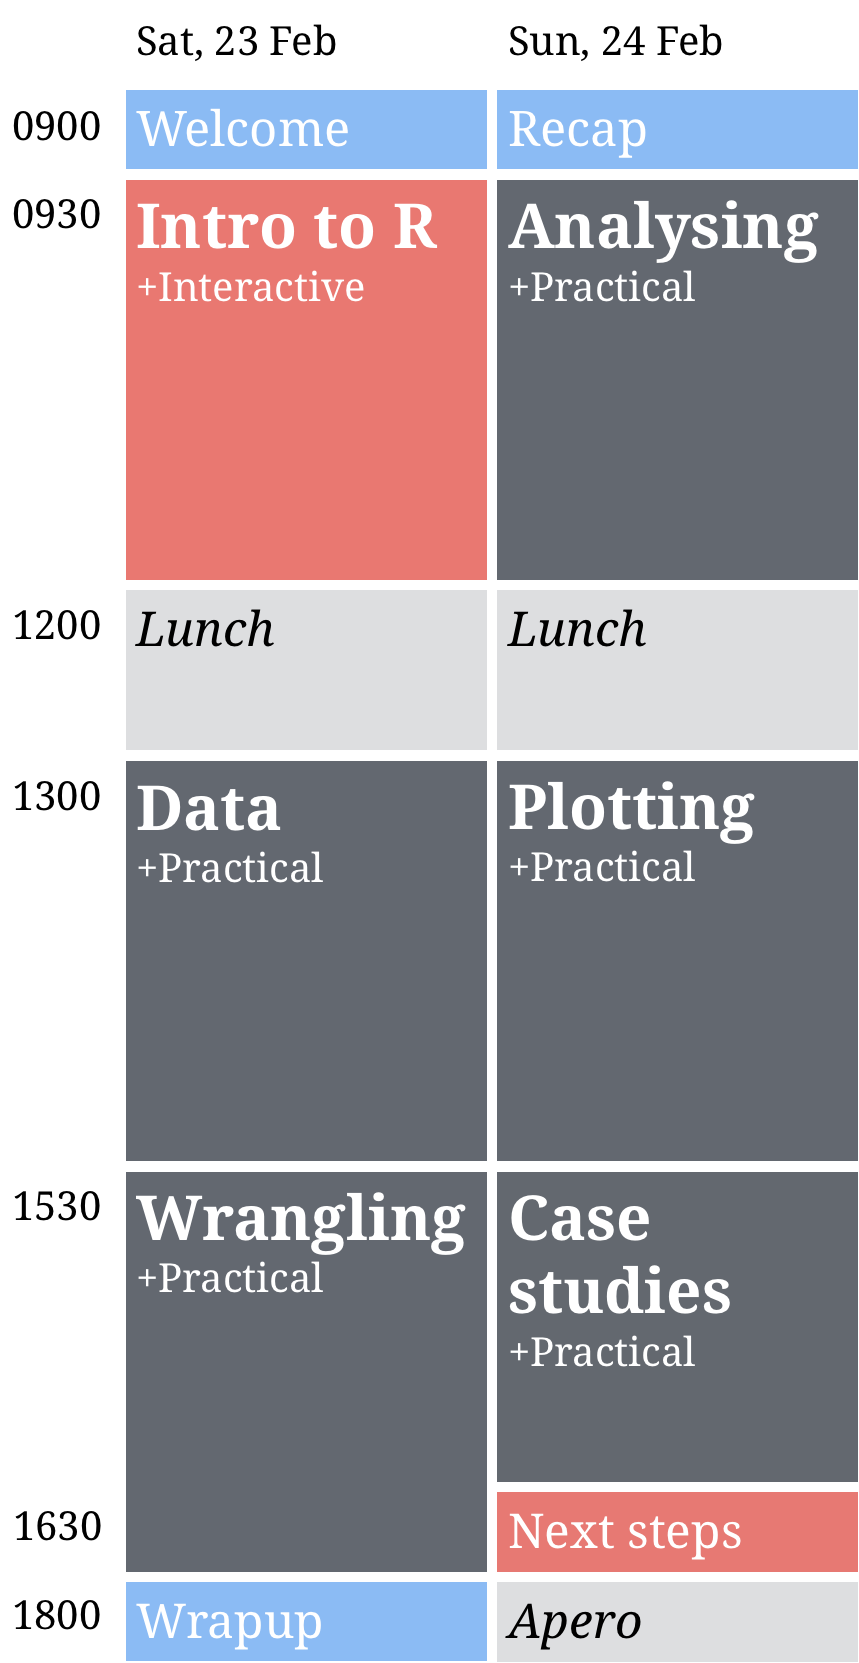 Sat, 23 Feb Sun, 24 Feb
0900 Welcome Recap
0930 Intro to R Analysing
+Interactive +Practical
1200 Lunch Lunch
1300 Data Plotting
+Practical +Practical
1530 Wrangling Case
+Practical studies
+Practical
1630 Next steps
1800 Wrapup Apero